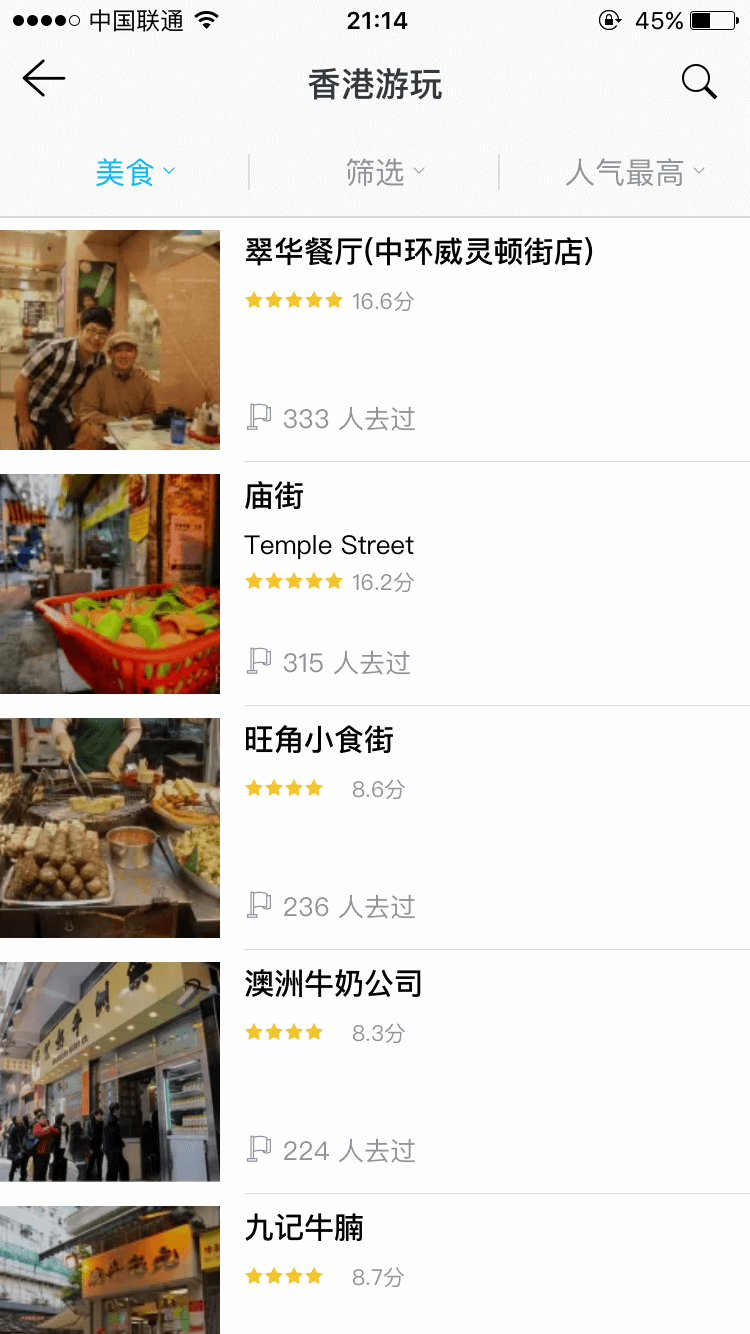 中国联通
21:14
45%
香港游玩
美食
筛选
人气最高
翠华餐厅(中环威灵顿街店)
16.6分
333 人去过
庙街
Temple Street
16.2分
315 人去过
旺角小食街
8.6分
236 人去过
澳洲牛奶公司
8.3分
224 人去过
九记牛腩
8.7分